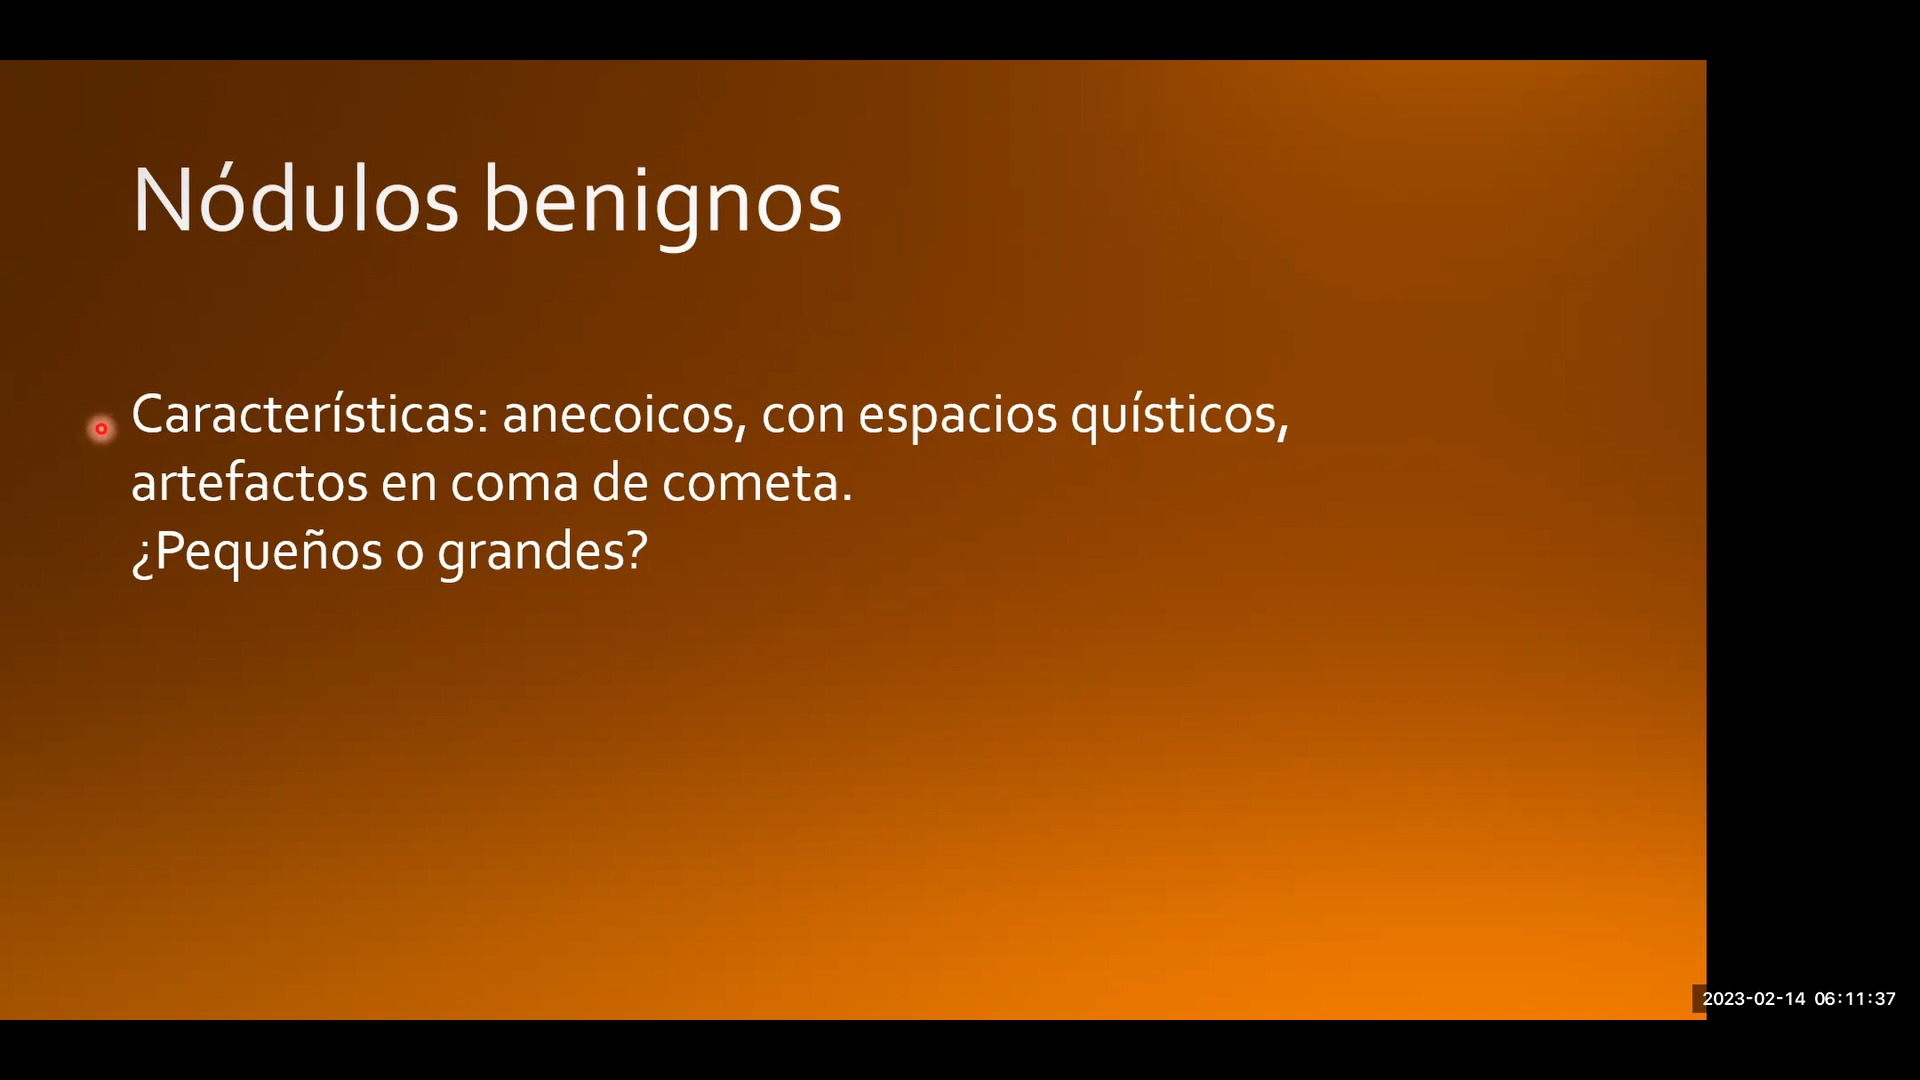 Nódulos benignos
Características: anecoicos, con espacios quísticos,
artefactos en coma de cometa.
¿Pequeños o grandes?
2023-02-14 06:11:37